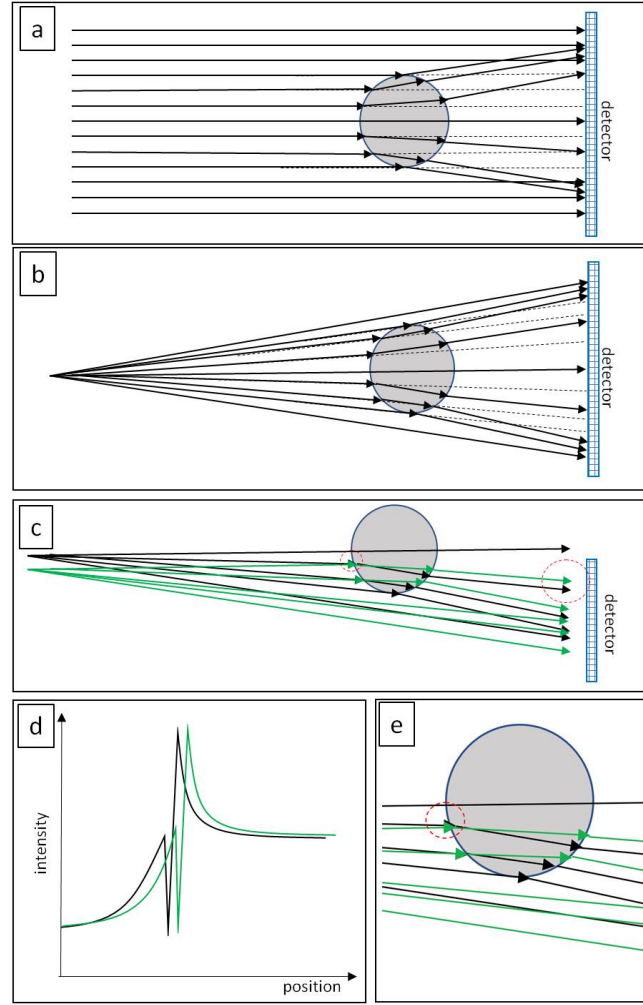 a
detector
b
detector
c
detector
d
intensity
position
e